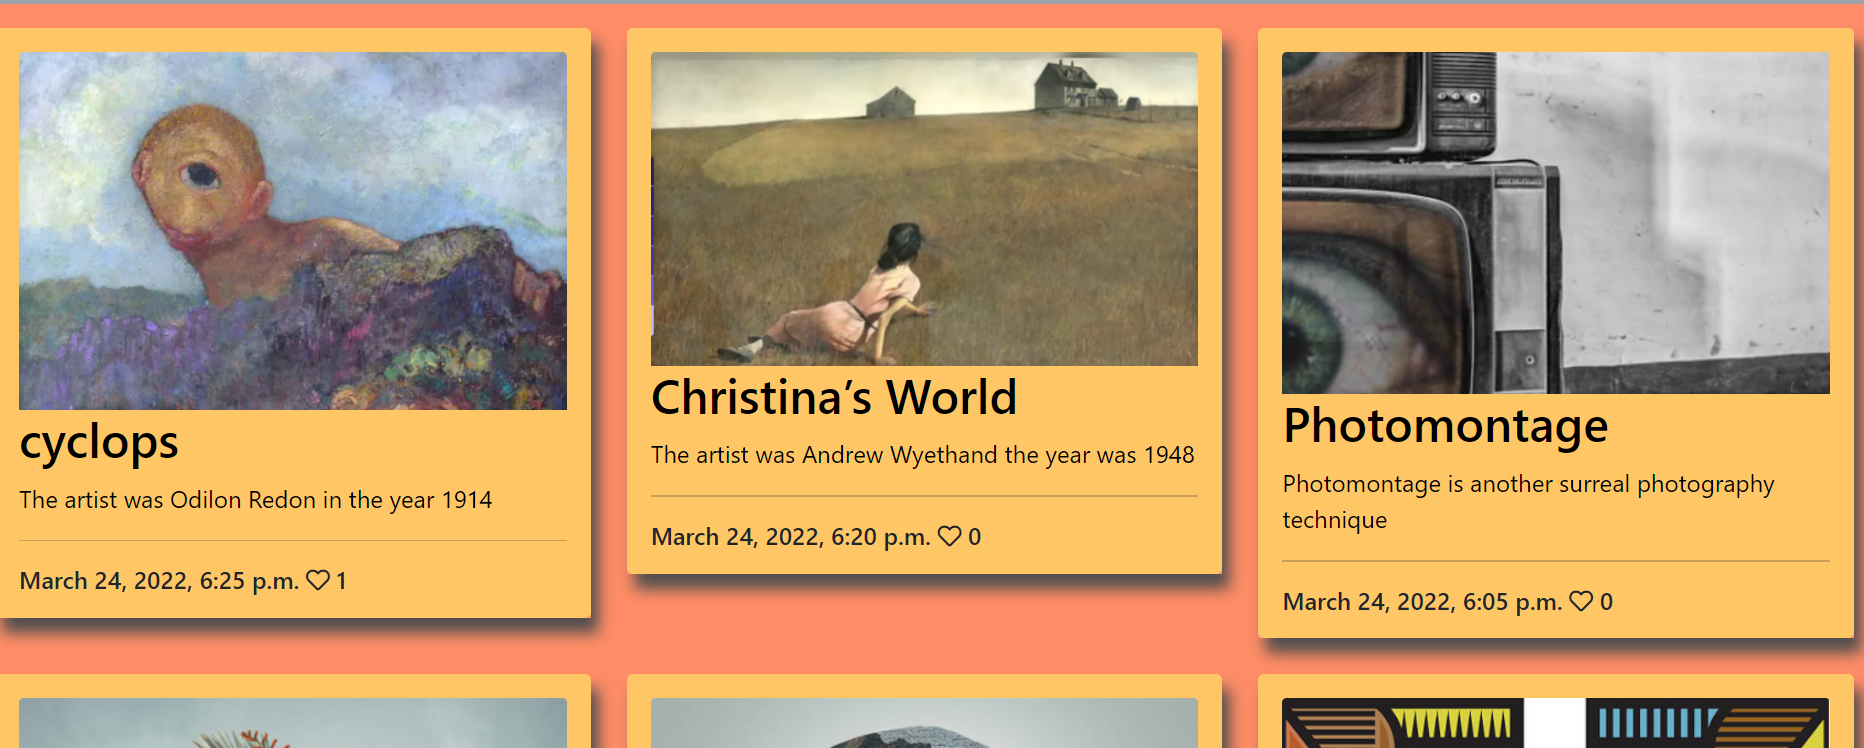 cyclops
The artist was Odilon Redon in the year 1914
March 24, 2022, 6:25 p.m. 1
Christina’s World
The artist was Andrew Wyethand the year was 1948
March 24, 2022, 6:20 p.m. 0
Photomontage
Photomontage is another surreal photography
technique
March 24, 2022, 6:05 p.m. 0